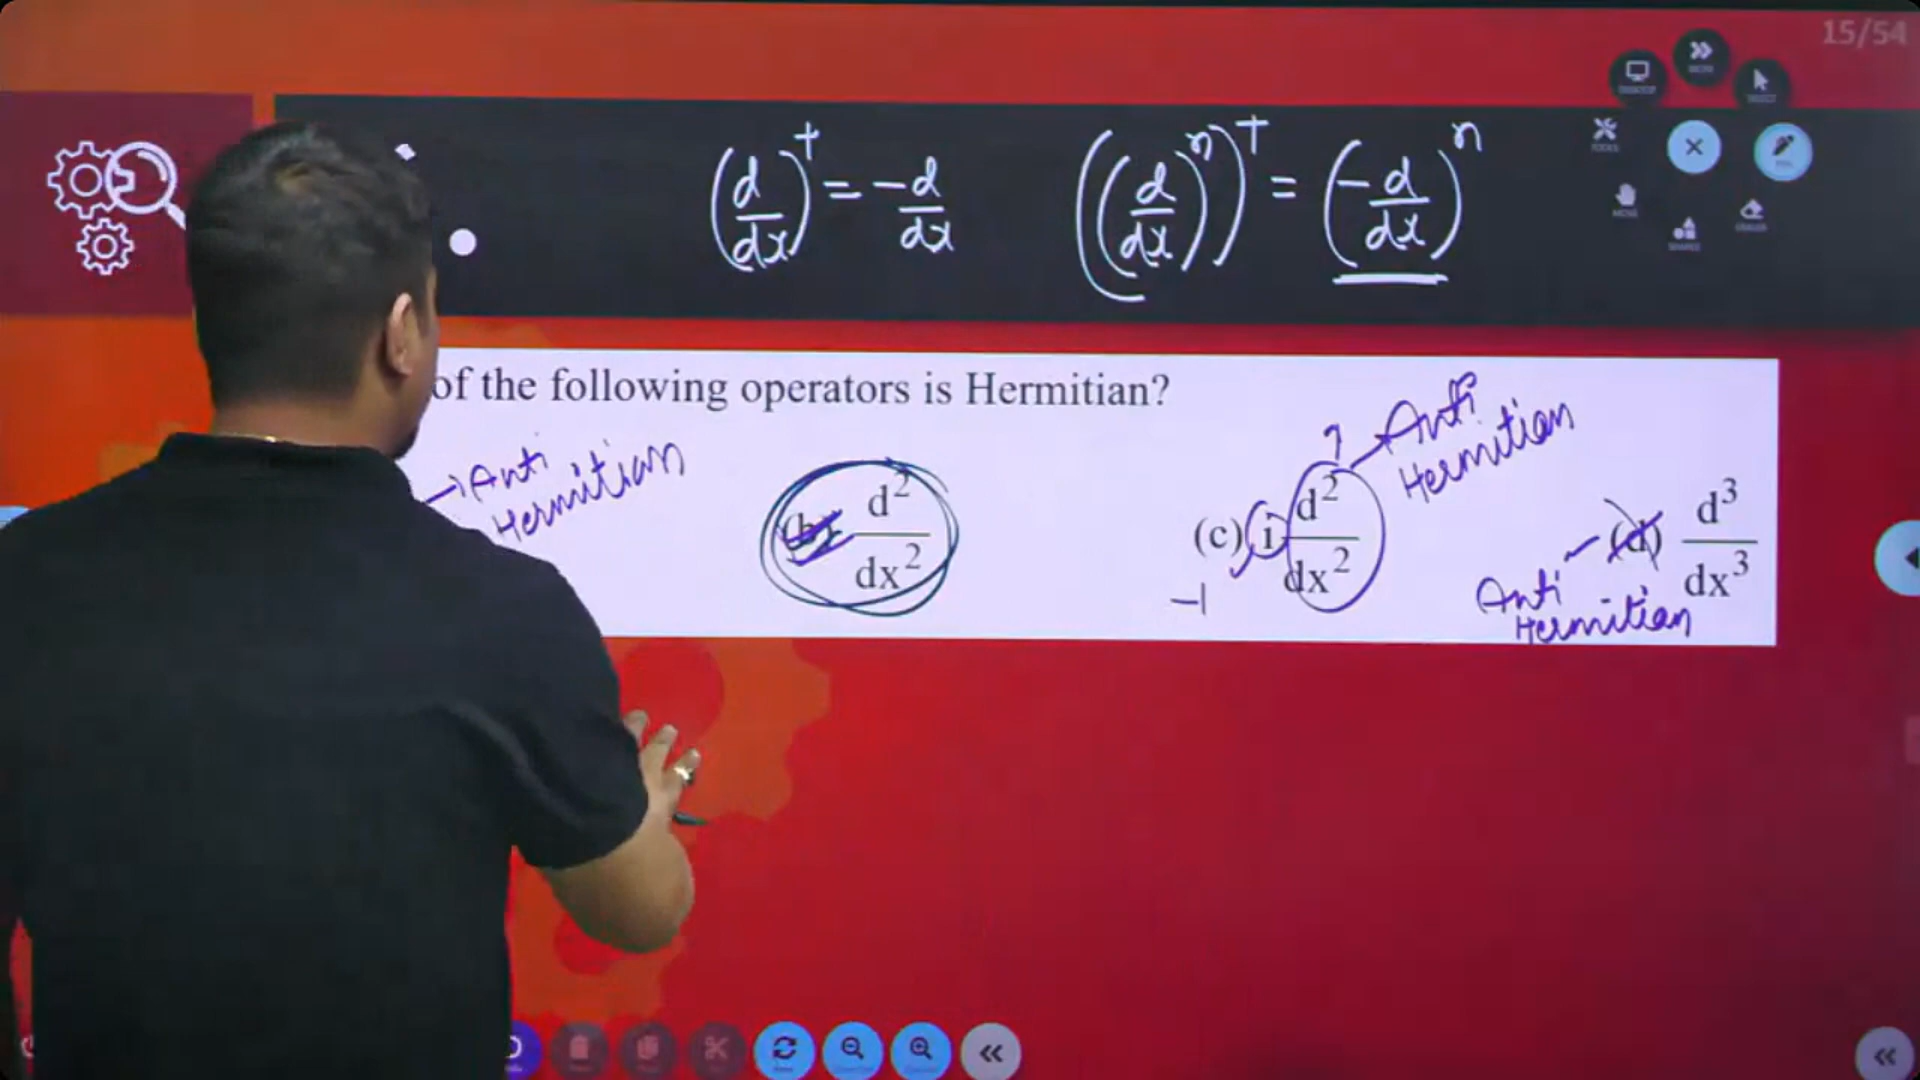 15/54
(d/dx)† = -d/dx   ((d/dx)ⁿ)† = (-d/dx)ⁿ
of the following operators is Hermitian?
→ Anti Hermitian
(b) d²/dx²
(c) i d²/dx² ? → Anti Hermitian
-1
(d) d³/dx³
Anti Hermitian